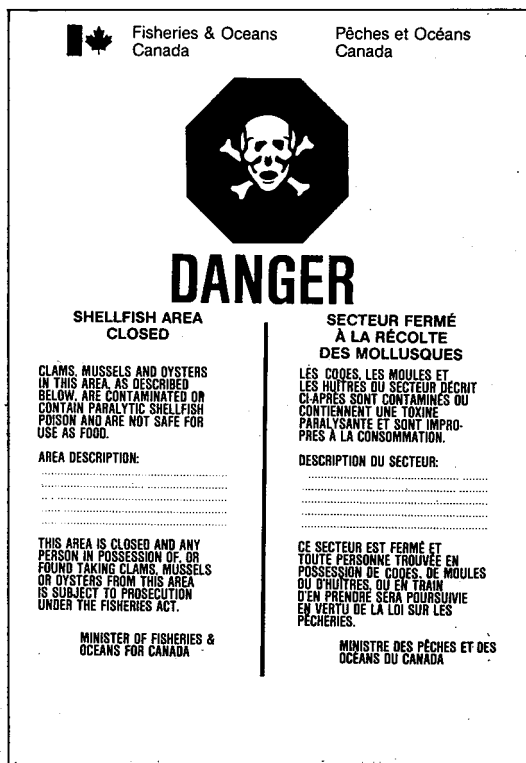 Fisheries & Oceans
Canada
Pêches et Océans
Canada
DANGER
SHELLFISH AREA
CLOSED
CLAMS, MUSSELS AND OYSTERS
IN THIS AREA, AS DESCRIBED
BELOW, ARE CONTAMINATED OR
CONTAIN PARALYTIC SHELLFISH
POISON AND ARE NOT SAFE FOR
USE AS FOOD.
AREA DESCRIPTION:
THIS AREA IS CLOSED AND ANY
PERSON IN POSSESSION OF, OR
FOUND TAKING CLAMS, MUSSELS
OR OYSTERS FROM THIS AREA
IS SUBJECT TO PROSECUTION
UNDER THE FISHERIES ACT.
MINISTER OF FISHERIES &
OCEANS FOR CANADA
SECTEUR FERMÉ
À LA RÉCOLTE
DES MOLLUSQUES
LES COQES, LES MOULES ET
LES HUÎTRES DU SECTEUR DÉCRIT
CI-APRÈS SONT CONTAMINÉS OU
CONTIENNENT UNE TOXINE
PARALYSANTE ET SONT IMPRO-
PRES À LA CONSOMMATION.
DESCRIPTION DU SECTEUR:
CE SECTEUR EST FERMÉ ET
TOUTE PERSONNE TROUVÉE EN
POSSESSION DE COQES, DE MOULES
OU D'HUÎTRES, OU EN TRAIN
D'EN PRENDRE SERA POURSUIVIE
EN VERTU DE LA LOI SUR LES
PÊCHERIES.
MINISTRE DES PÊCHES ET DES
OCÉANS DU CANADA